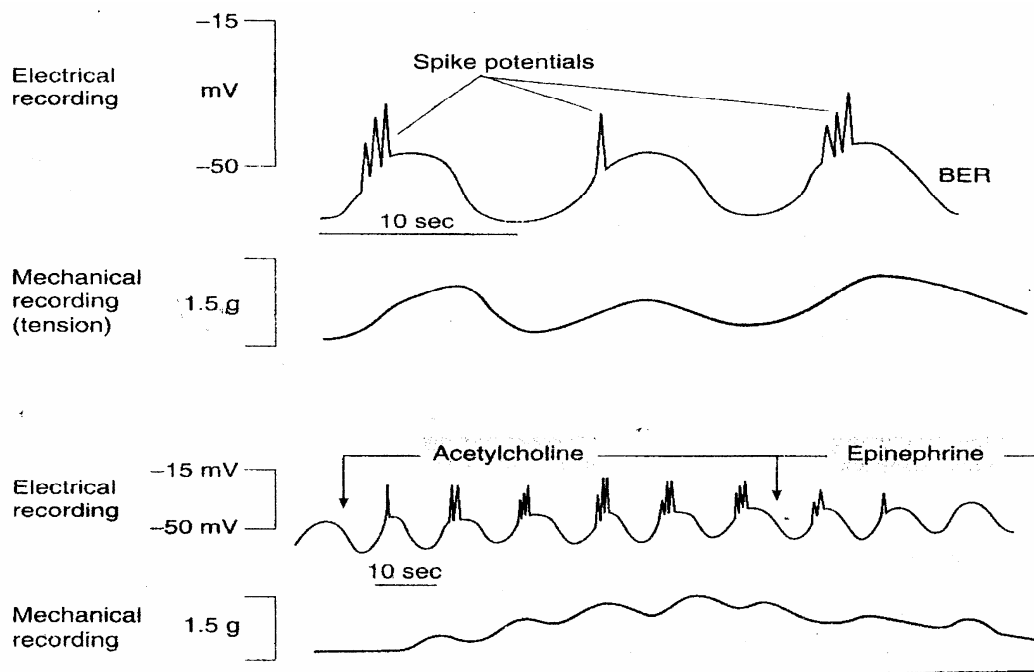 −15
Electrical
recording
mV
Spike potentials
−50
BER
10 sec
Mechanical
recording
(tension)
1.5 g
Acetylcholine
Epinephrine
−15 mV
Electrical
recording
−50 mV
10 sec
Mechanical
recording
1.5 g